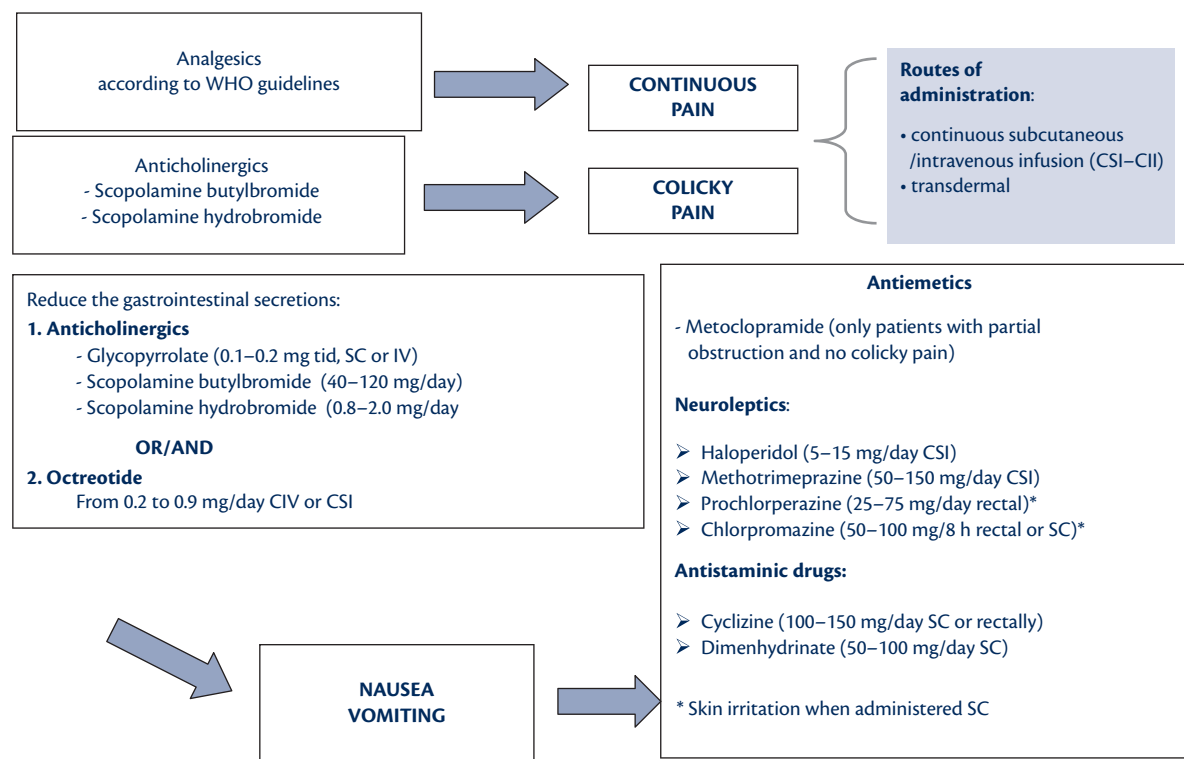 Analgesics
according to WHO guidelines
CONTINUOUS
PAIN
Anticholinergics
- Scopolamine butylbromide
- Scopolamine hydrobromide
COLICKY
PAIN
Routes of
administration:
• continuous subcutaneous
/intravenous infusion (CSI–CII)
• transdermal
Reduce the gastrointestinal secretions:
1. Anticholinergics
- Glycopyrrolate (0.1–0.2 mg tid, SC or IV)
- Scopolamine butylbromide (40–120 mg/day)
- Scopolamine hydrobromide (0.8–2.0 mg/day
OR/AND
2. Octreotide
From 0.2 to 0.9 mg/day CIV or CSI
NAUSEA
VOMITING
Antiemetics
- Metoclopramide (only patients with partial
obstruction and no colicky pain)
Neuroleptics:
➢ Haloperidol (5–15 mg/day CSI)
➢ Methotrimeprazine (50–150 mg/day CSI)
➢ Prochlorperazine (25–75 mg/day rectal)*
➢ Chlorpromazine (50–100 mg/8 h rectal or SC)*
Antistaminic drugs:
➢ Cyclizine (100–150 mg/day SC or rectally)
➢ Dimenhydrinate (50–100 mg/day SC)
* Skin irritation when administered SC